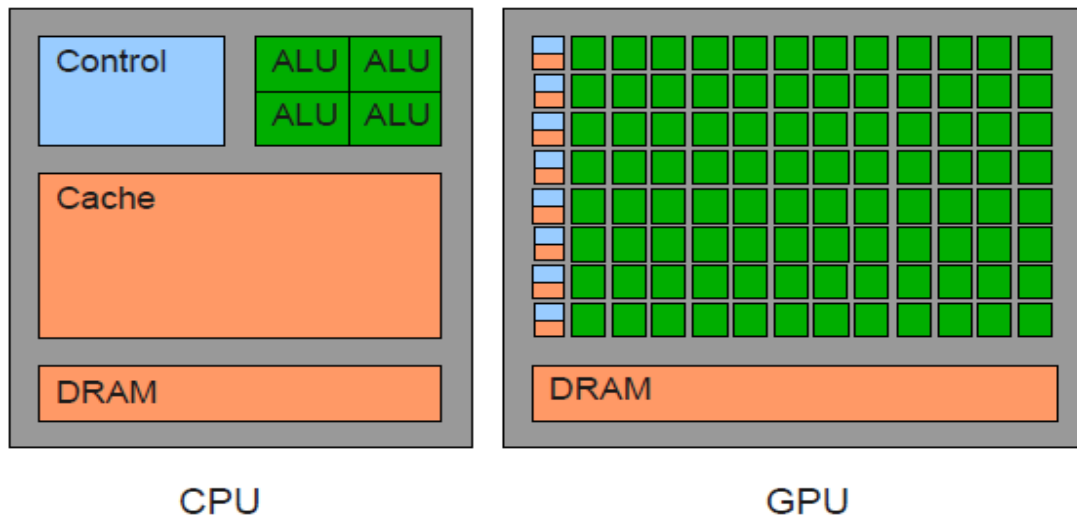 Control
ALU ALU
ALU ALU
Cache
DRAM
DRAM
CPU
GPU